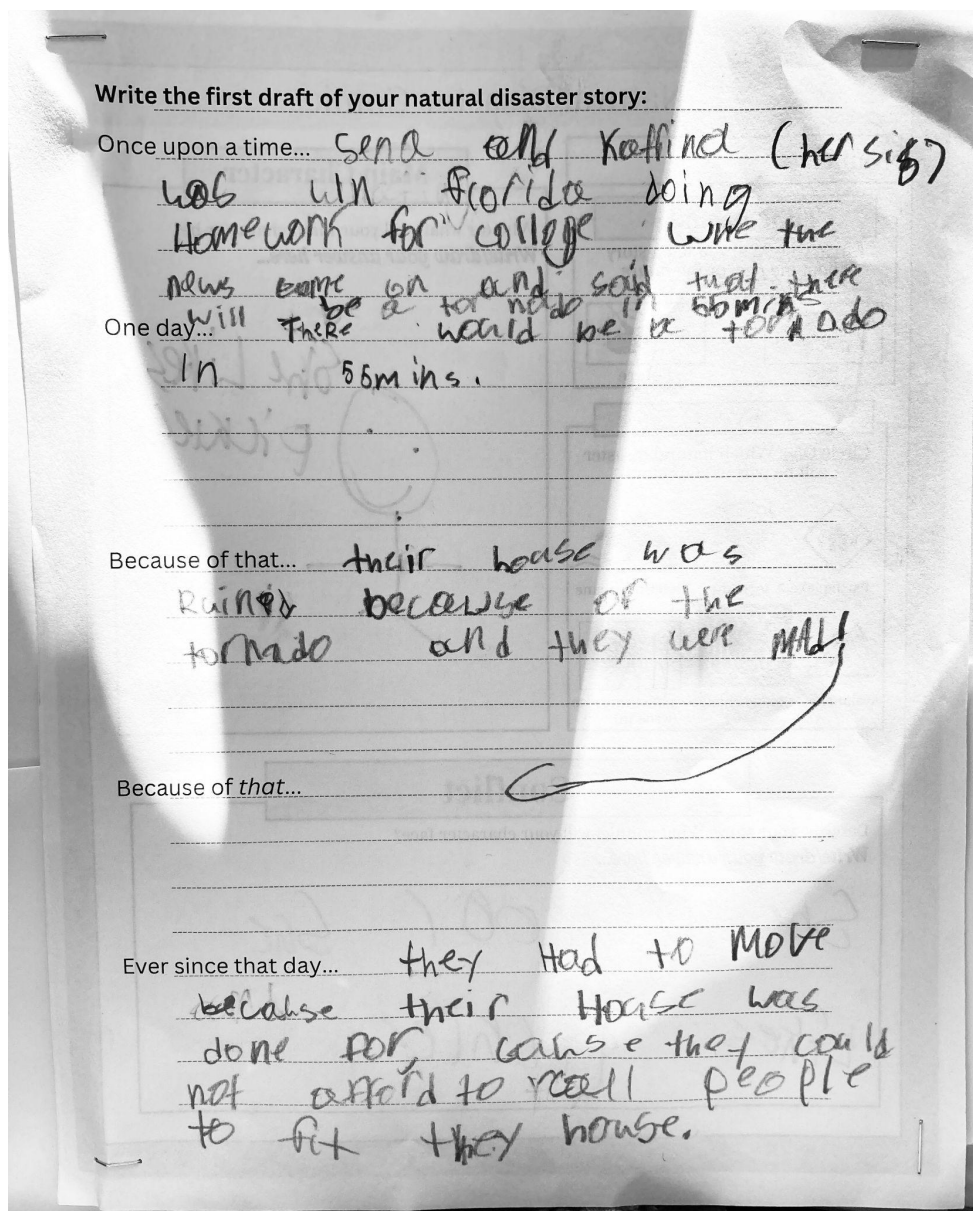 Write the first draft of your natural disaster story:
Once upon a time... Send and Kaffind (her sis)
was uin florida doing
Homework for college wite the
news came on and said that there
will be a tornado in 55mins
One day... There would be a tornado
In 55mins.
Because of that... their house was
Ruined because of the
tornado and they were MAd!
Because of that...
Ever since that day... they Had to Move
because their House was
done for, cause they could
not afford to call people
to fix they house.